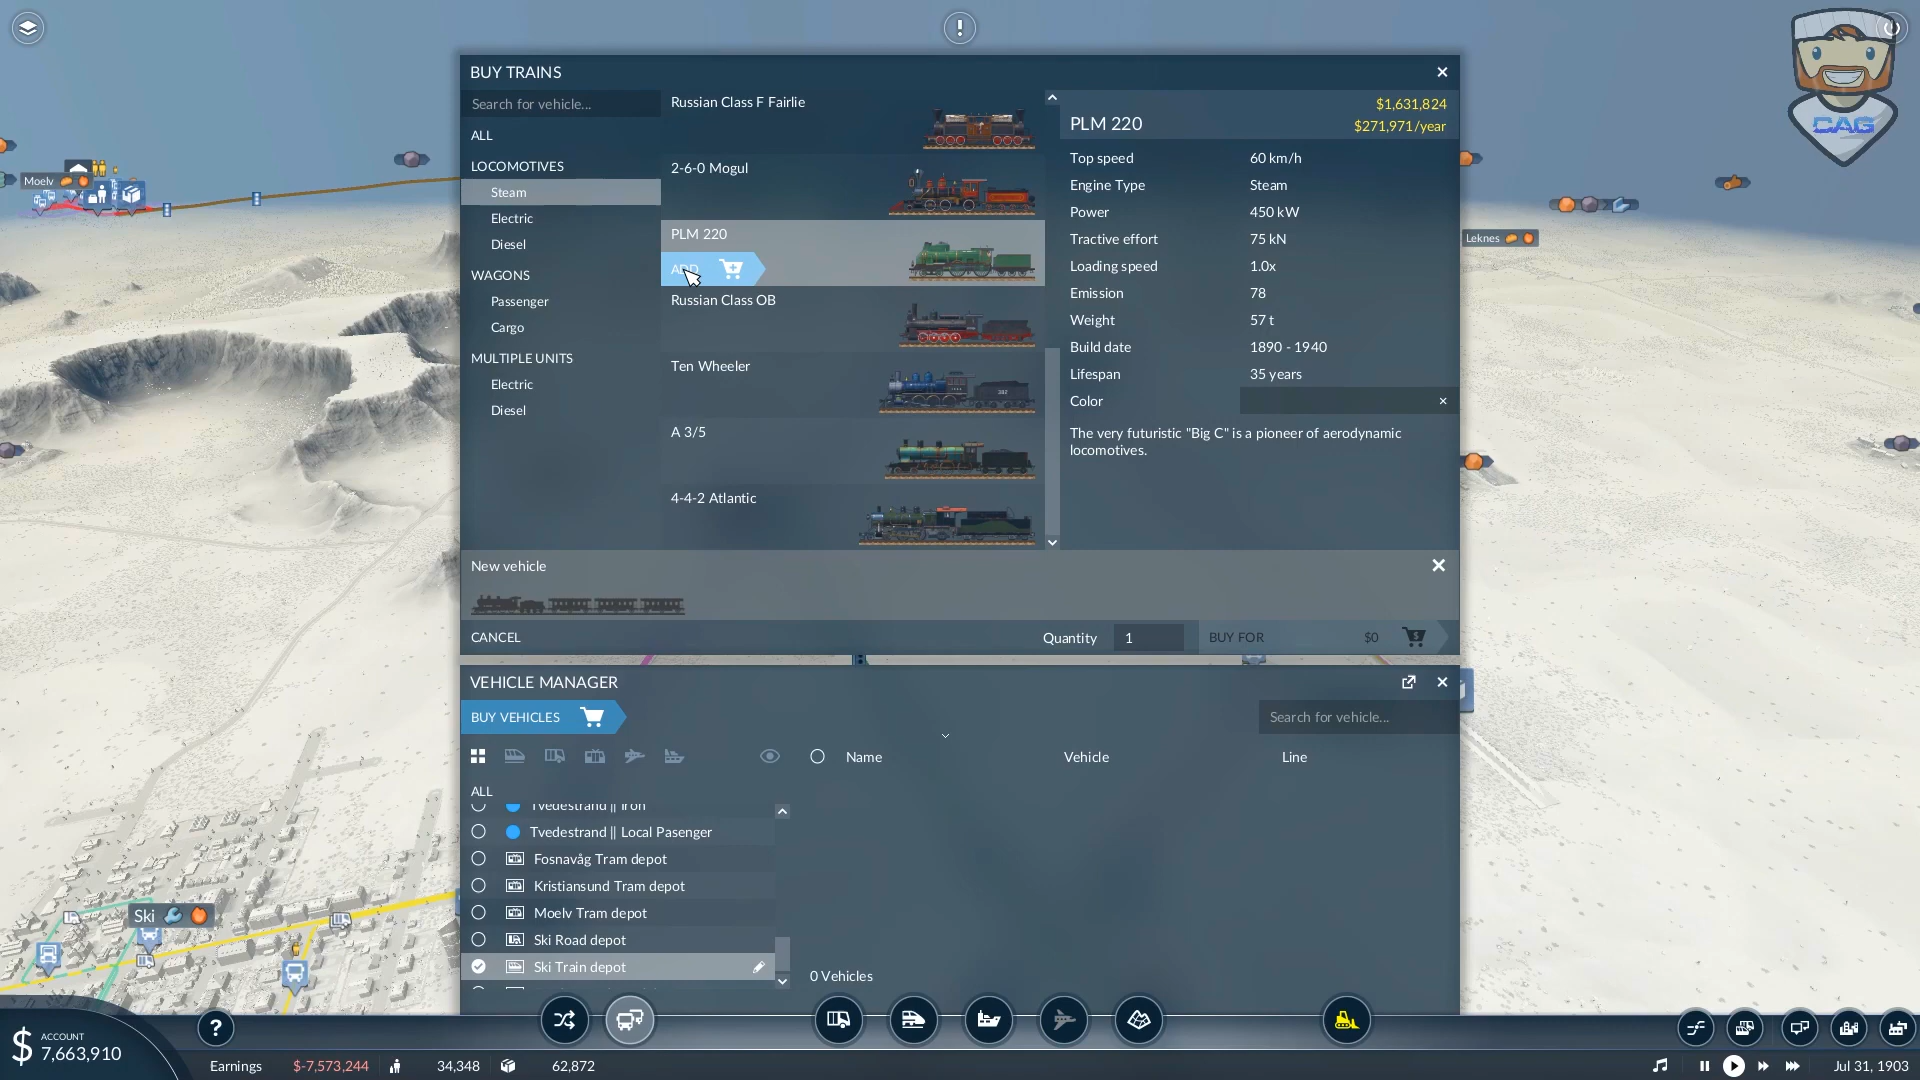 BUY TRAINS
Search for vehicle...
ALL
LOCOMOTIVES
Steam
Electric
Diesel
WAGONS
Passenger
Cargo
MULTIPLE UNITS
Electric
Diesel
Russian Class F Fairlie
2-6-0 Mogul
PLM 220
ADD
Russian Class OB
Ten Wheeler
A 3/5
4-4-2 Atlantic
PLM 220
$1,631,824
$271,971/year
Top speed 60 km/h
Engine Type Steam
Power 450 kW
Tractive effort 75 kN
Loading speed 1.0x
Emission 78
Weight 57 t
Build date 1890 - 1940
Lifespan 35 years
Color
The very futuristic "Big C" is a pioneer of aerodynamic
locomotives.
New vehicle
CANCEL
Quantity 1
BUY FOR $0
VEHICLE MANAGER
BUY VEHICLES
Search for vehicle...
Name Vehicle Line
ALL
Tvedestrand || Iron
Tvedestrand || Local Pasenger
Fosnavåg Tram depot
Kristiansund Tram depot
Moelv Tram depot
Ski Road depot
Ski Train depot
0 Vehicles
Moelv
Leknes
Ski
CAG
$ ACCOUNT
7,663,910
?
Earnings $-7,573,244 34,348 62,872
Jul 31, 1903